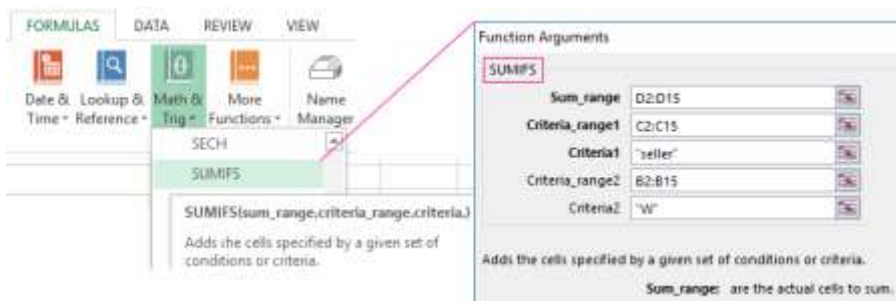 FORMULAS DATA REVIEW VIEW
Date & Time Lookup & Reference Math & Trig More Functions Name Manager
SECH
SUMIFS
SUMIFS(sum_range,criteria_range,criteria,)
Adds the cells specified by a given set of
conditions or criteria.
Function Arguments
SUMIFS
Sum_range D2:D15
Criteria_range1 C2:C15
Criteria1 "seller"
Criteria_range2 B2:B15
Criteria2 "W"
Adds the cells specified by a given set of conditions or criteria.
Sum_range: are the actual cells to sum.